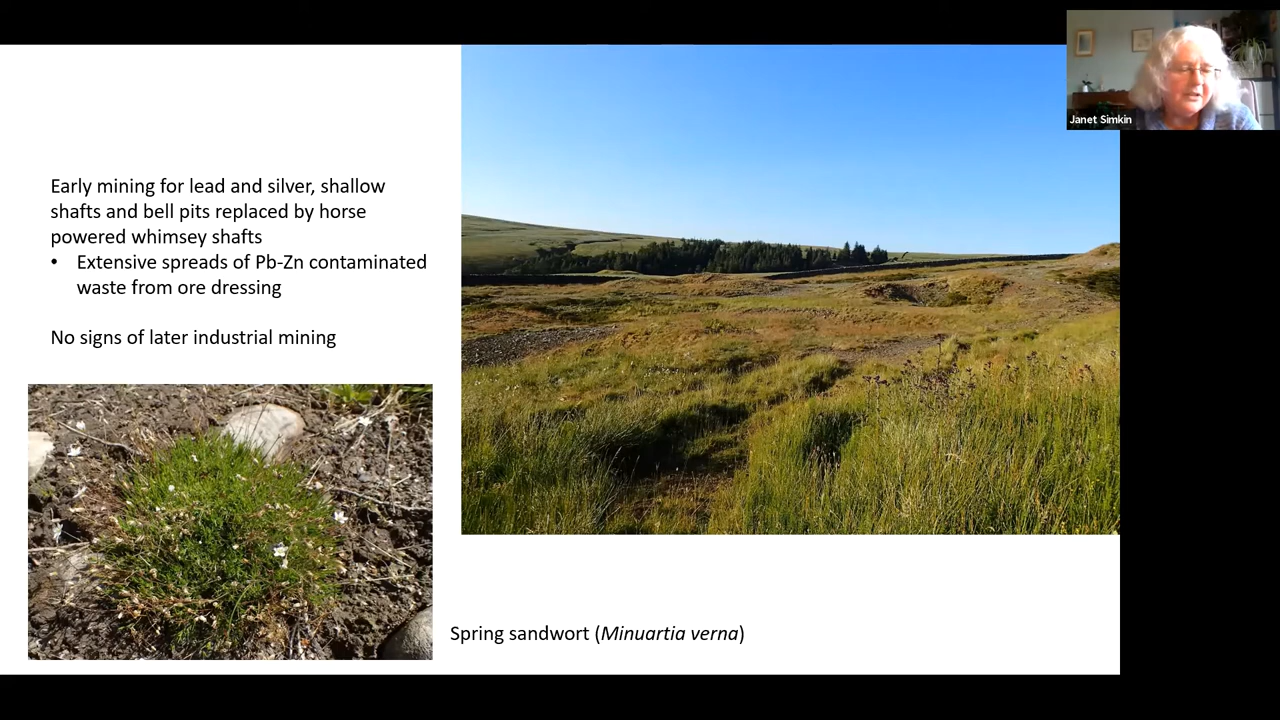 Janet Simkin
Early mining for lead and silver, shallow
shafts and bell pits replaced by horse
powered whimsey shafts
• Extensive spreads of Pb-Zn contaminated
waste from ore dressing
No signs of later industrial mining
Spring sandwort (Minuartia verna)